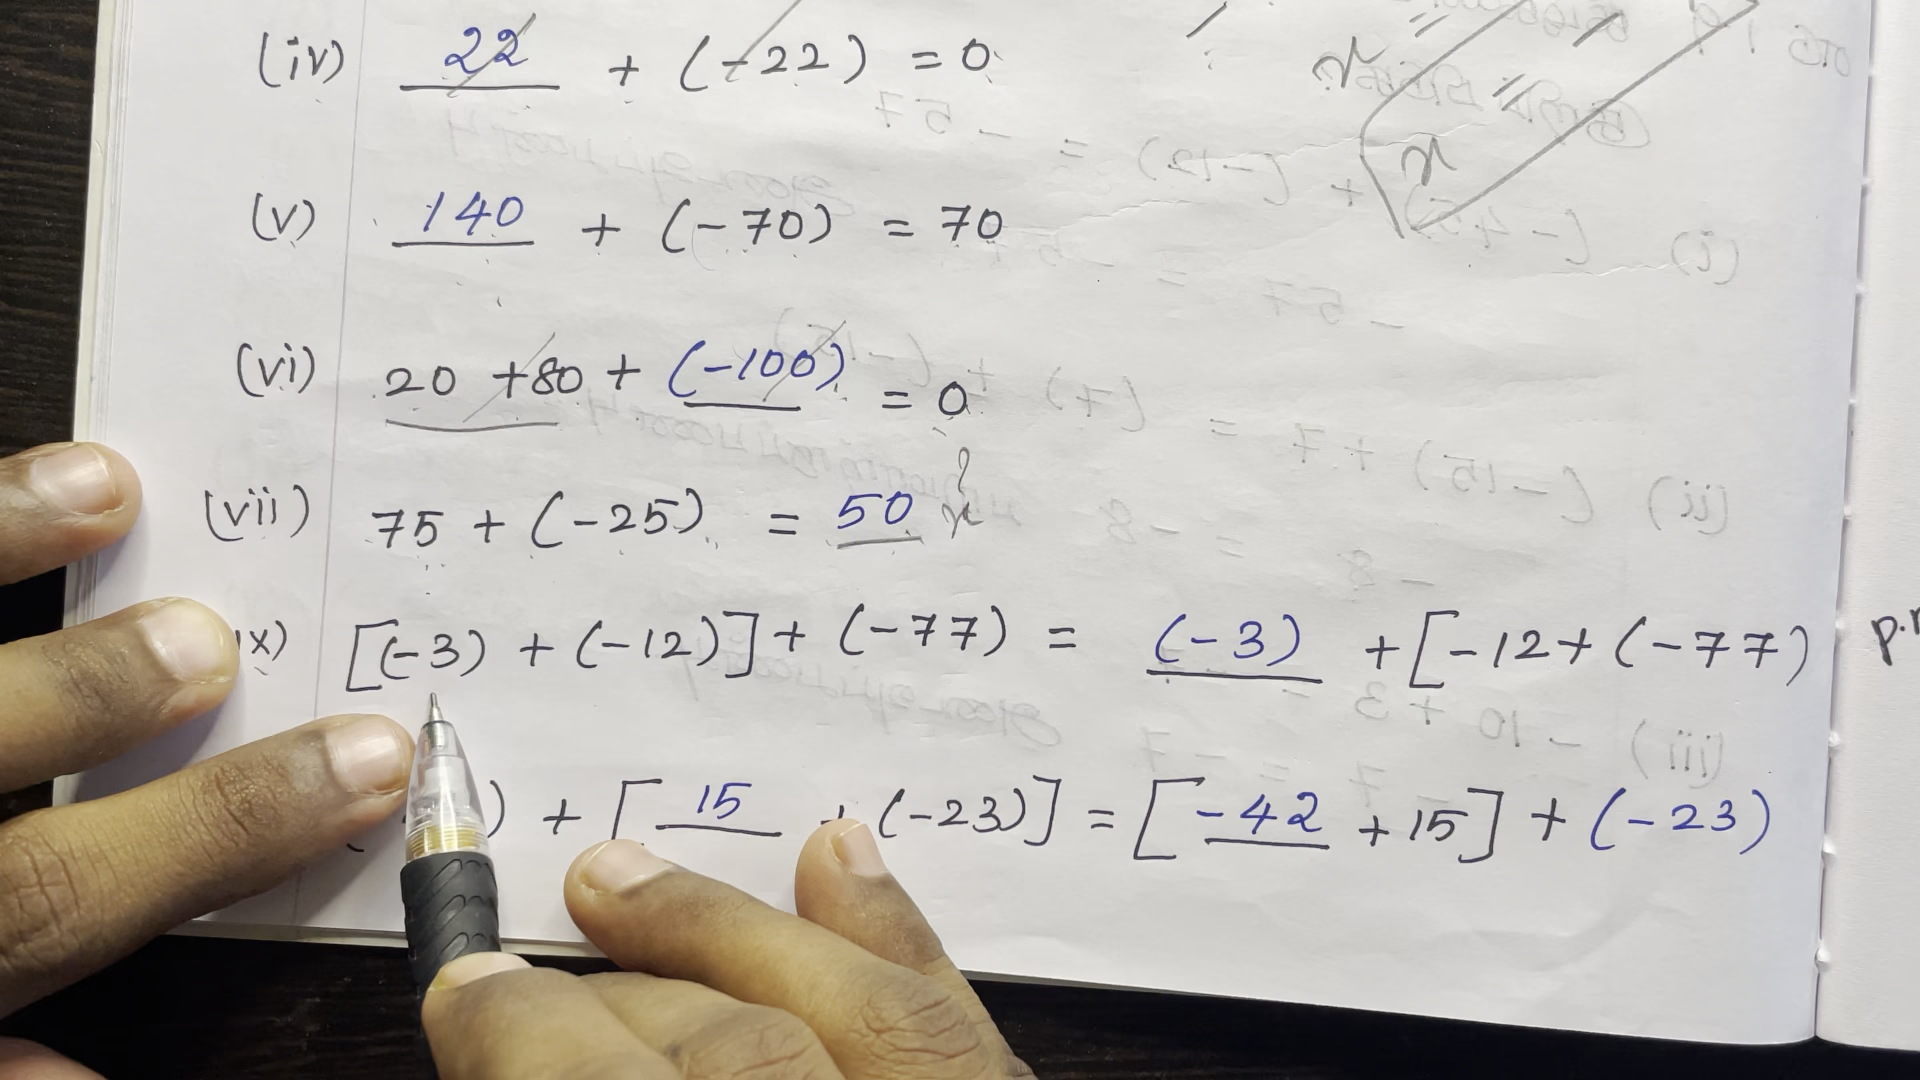 (iv) 22 + (-22) = 0
(v) 140 + (-70) = 70
(vi) 20 + 80 + (-100) = 0
(vii) 75 + (-25) = 50
ix) [(-3) + (-12)] + (-77) = (-3) + [-12 + (-77)
) + [ 15 + (-23)] = [-42 + 15] + (-23)